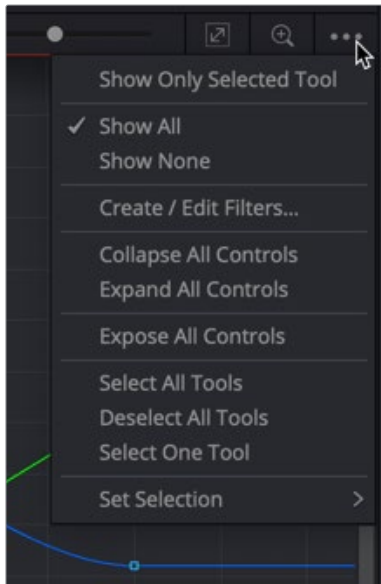 Show Only Selected Tool
Show All
Show None
Create / Edit Filters...
Collapse All Controls
Expand All Controls
Expose All Controls
Select All Tools
Deselect All Tools
Select One Tool
Set Selection